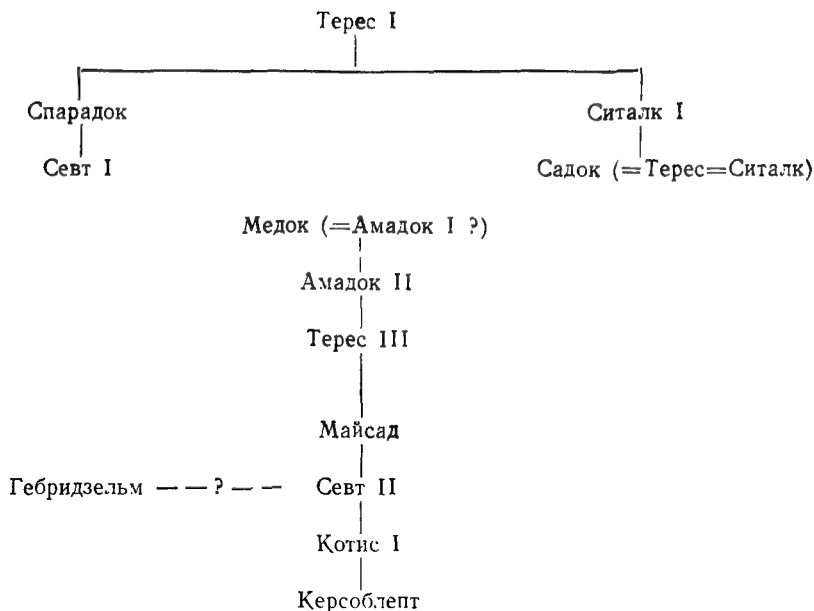 Терес I
Спарадок Ситалк I
Севт I Садок (=Терес=Ситалк)
Медок (=Амадок I ?)
Амадок II
Терес III
Майсад
Гебридзельм — — ? — — Севт II
Котис I
Керсоблепт